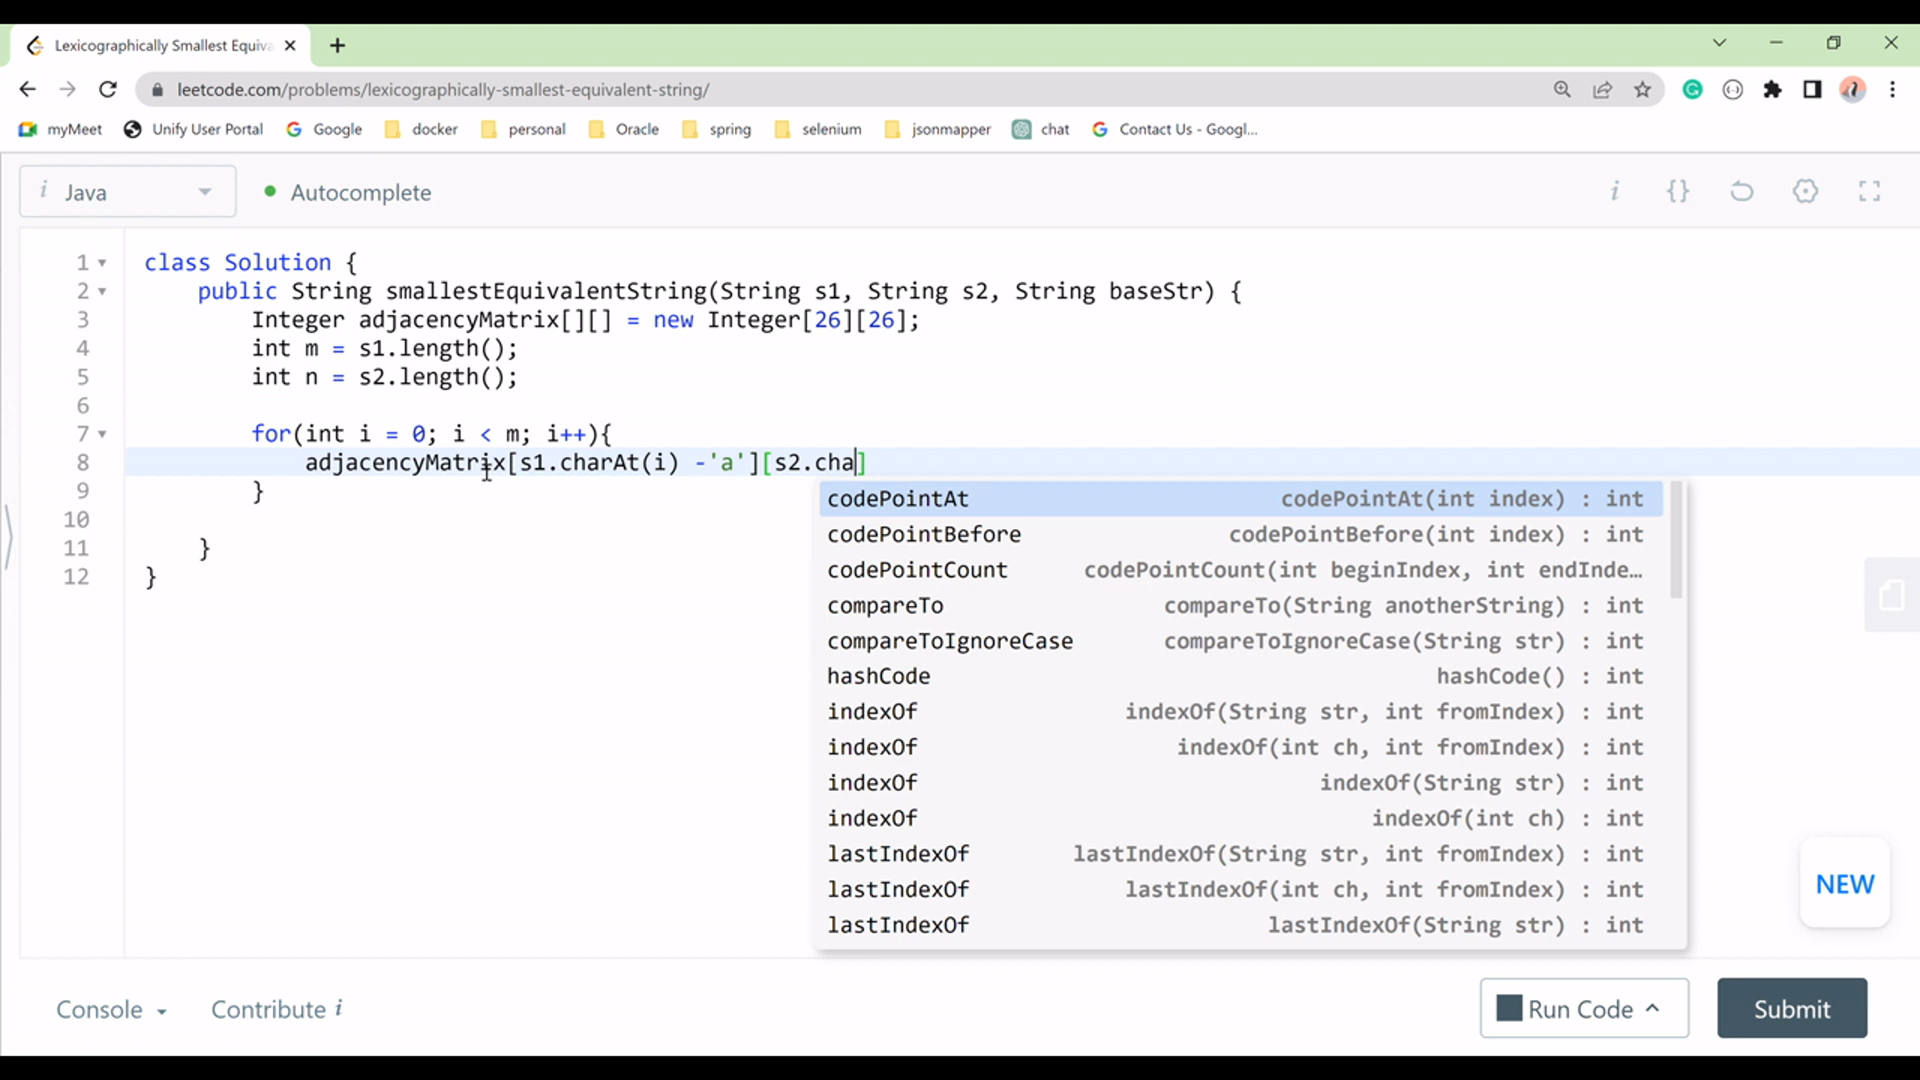 Lexicographically Smallest Equiva
leetcode.com/problems/lexicographically-smallest-equivalent-string/
myMeet Unify User Portal Google docker personal Oracle spring selenium jsonmapper chat Contact Us - Googl...
i Java Autocomplete i {}
1 class Solution {
2 public String smallestEquivalentString(String s1, String s2, String baseStr) {
3 Integer adjacencyMatrix[][] = new Integer[26][26];
4 int m = s1.length();
5 int n = s2.length();
6
7 for(int i = 0; i < m; i++){
8 adjacencyMatrix[s1.charAt(i) -'a'][s2.cha]
9 }
10
11 }
12 }
codePointAt codePointAt(int index) : int
codePointBefore codePointBefore(int index) : int
codePointCount codePointCount(int beginIndex, int endInde…
compareTo compareTo(String anotherString) : int
compareToIgnoreCase compareToIgnoreCase(String str) : int
hashCode hashCode() : int
indexOf indexOf(String str, int fromIndex) : int
indexOf indexOf(int ch, int fromIndex) : int
indexOf indexOf(String str) : int
indexOf indexOf(int ch) : int
lastIndexOf lastIndexOf(String str, int fromIndex) : int
lastIndexOf lastIndexOf(int ch, int fromIndex) : int
lastIndexOf lastIndexOf(String str) : int
NEW
Console Contribute i Run Code Submit